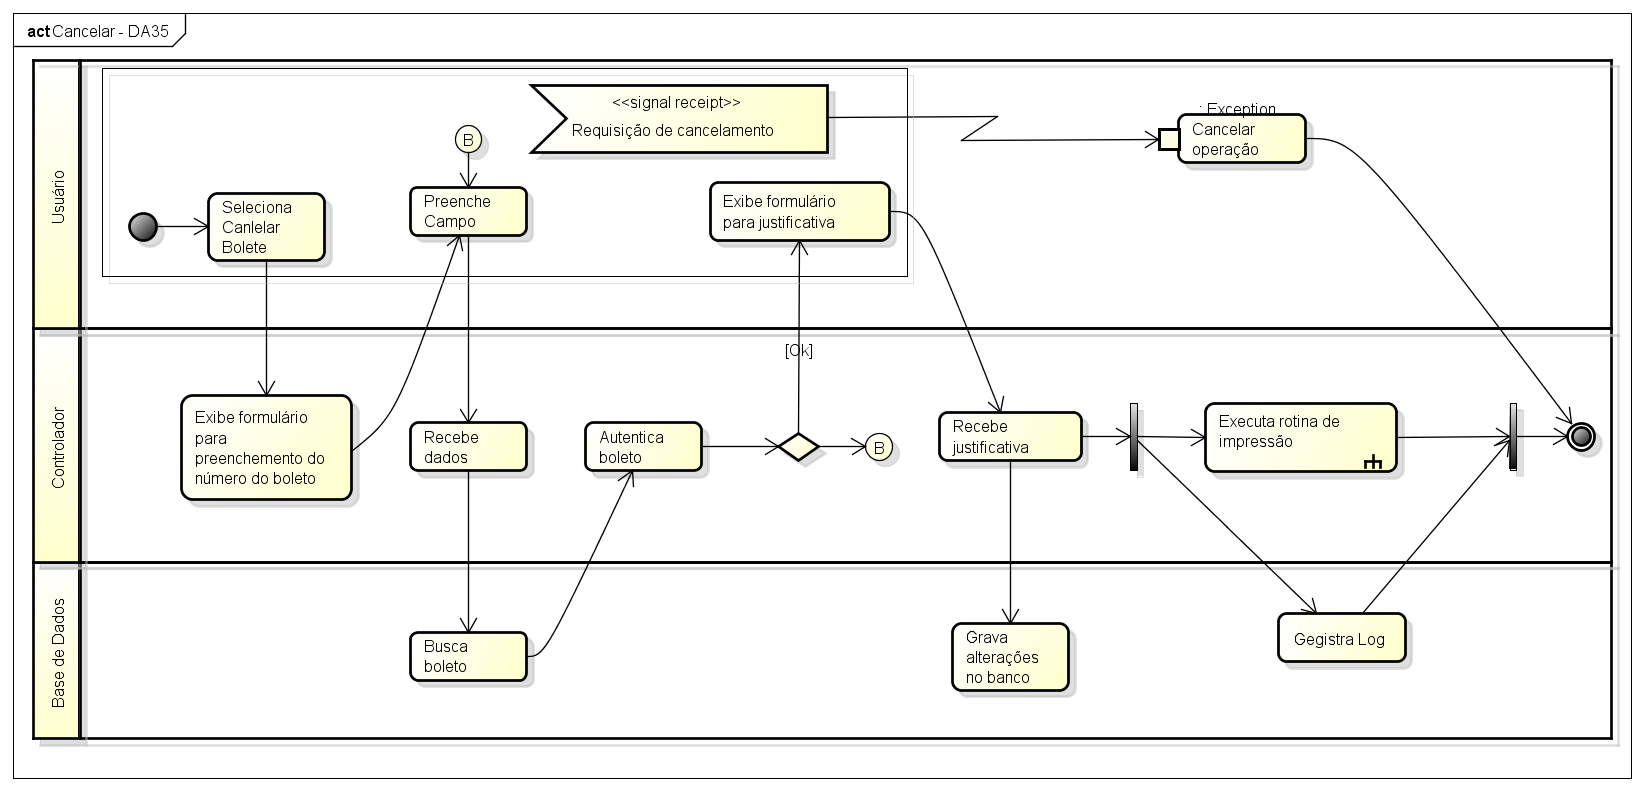 act Cancelar - DA35
Usuário
<<signal receipt>>
Requisição de cancelamento
: Exception
Cancelar
operação
B
Seleciona
Canlelar
Bolete
Preenche
Campo
Exibe formulário
para justificativa
Controlador
[Ok]
Exibe formulário
para
preenchemento do
número do boleto
Recebe
dados
Autentica
boleto
B
Recebe
justificativa
Executa rotina de
impressão
Base de Dados
Busca
boleto
Grava
alterações
no banco
Gegistra Log